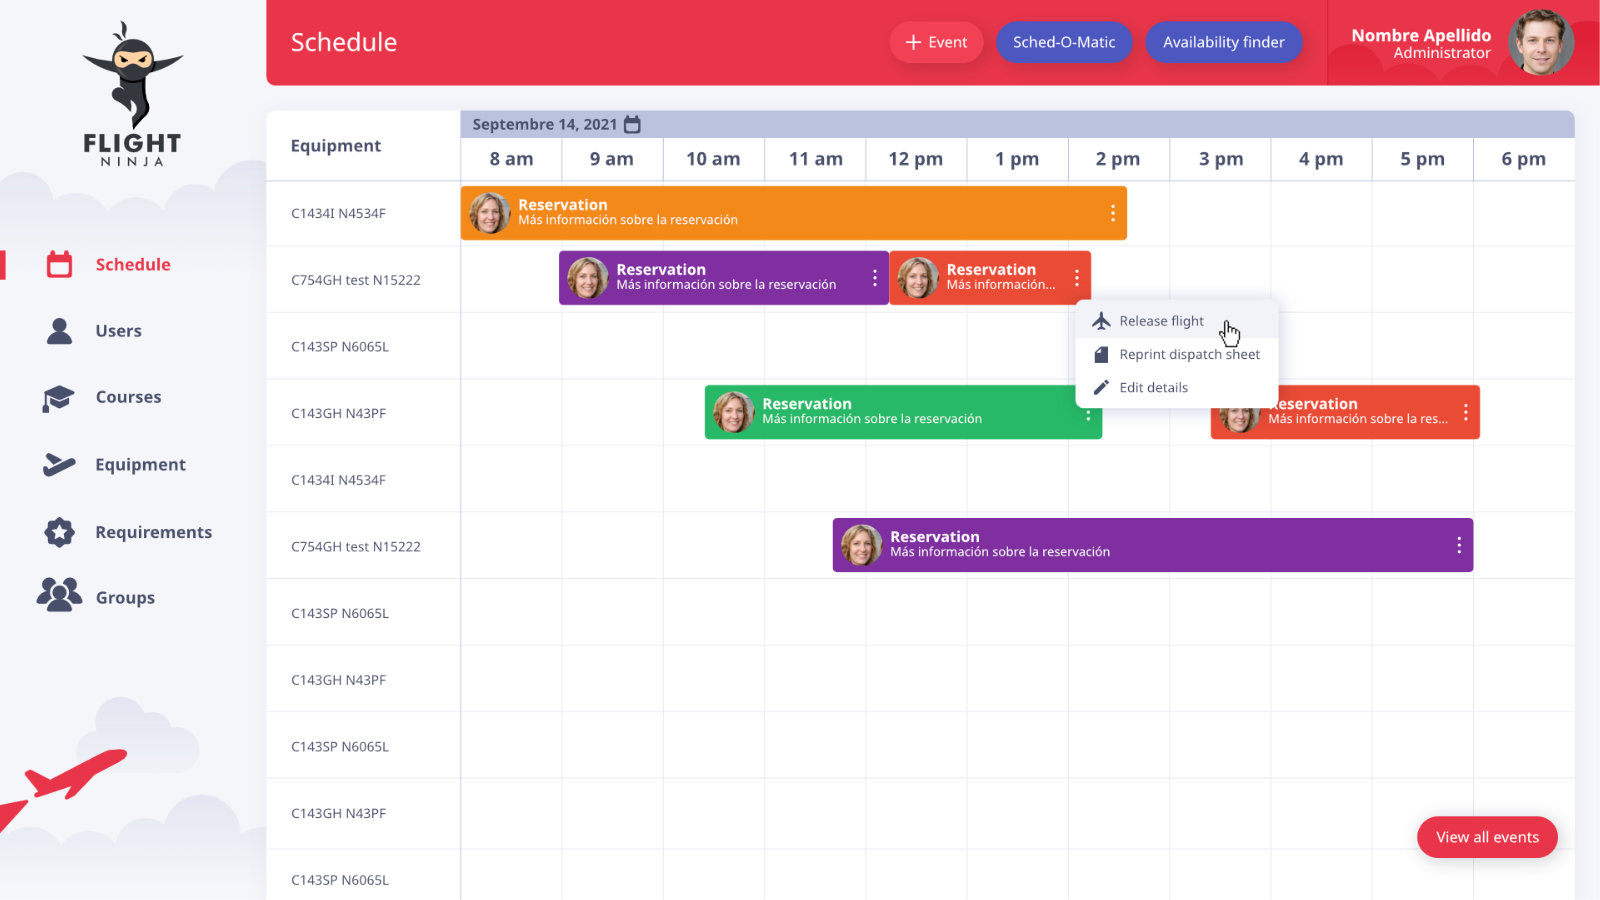 FLIGHT
NINJA
Schedule
Users
Courses
Equipment
Requirements
Groups
Schedule
Event
Sched-O-Matic
Availability finder
Nombre Apellido
Administrator
Equipment
Septembre 14, 2021
8 am 9 am 10 am 11 am 12 pm 1 pm 2 pm 3 pm 4 pm 5 pm 6 pm
C1434I N4534F
Reservation
Más información sobre la reservación
C754GH test N15222
Reservation
Más información sobre la reservación
Reservation
Más información...
Release flight
Reprint dispatch sheet
Edit details
C143SP N6065L
C143GH N43PF
Reservation
Más información sobre la reservación
Reservation
Más información sobre la res...
C1434I N4534F
C754GH test N15222
Reservation
Más información sobre la reservación
C143SP N6065L
C143GH N43PF
C143SP N6065L
C143GH N43PF
View all events
C143SP N6065L